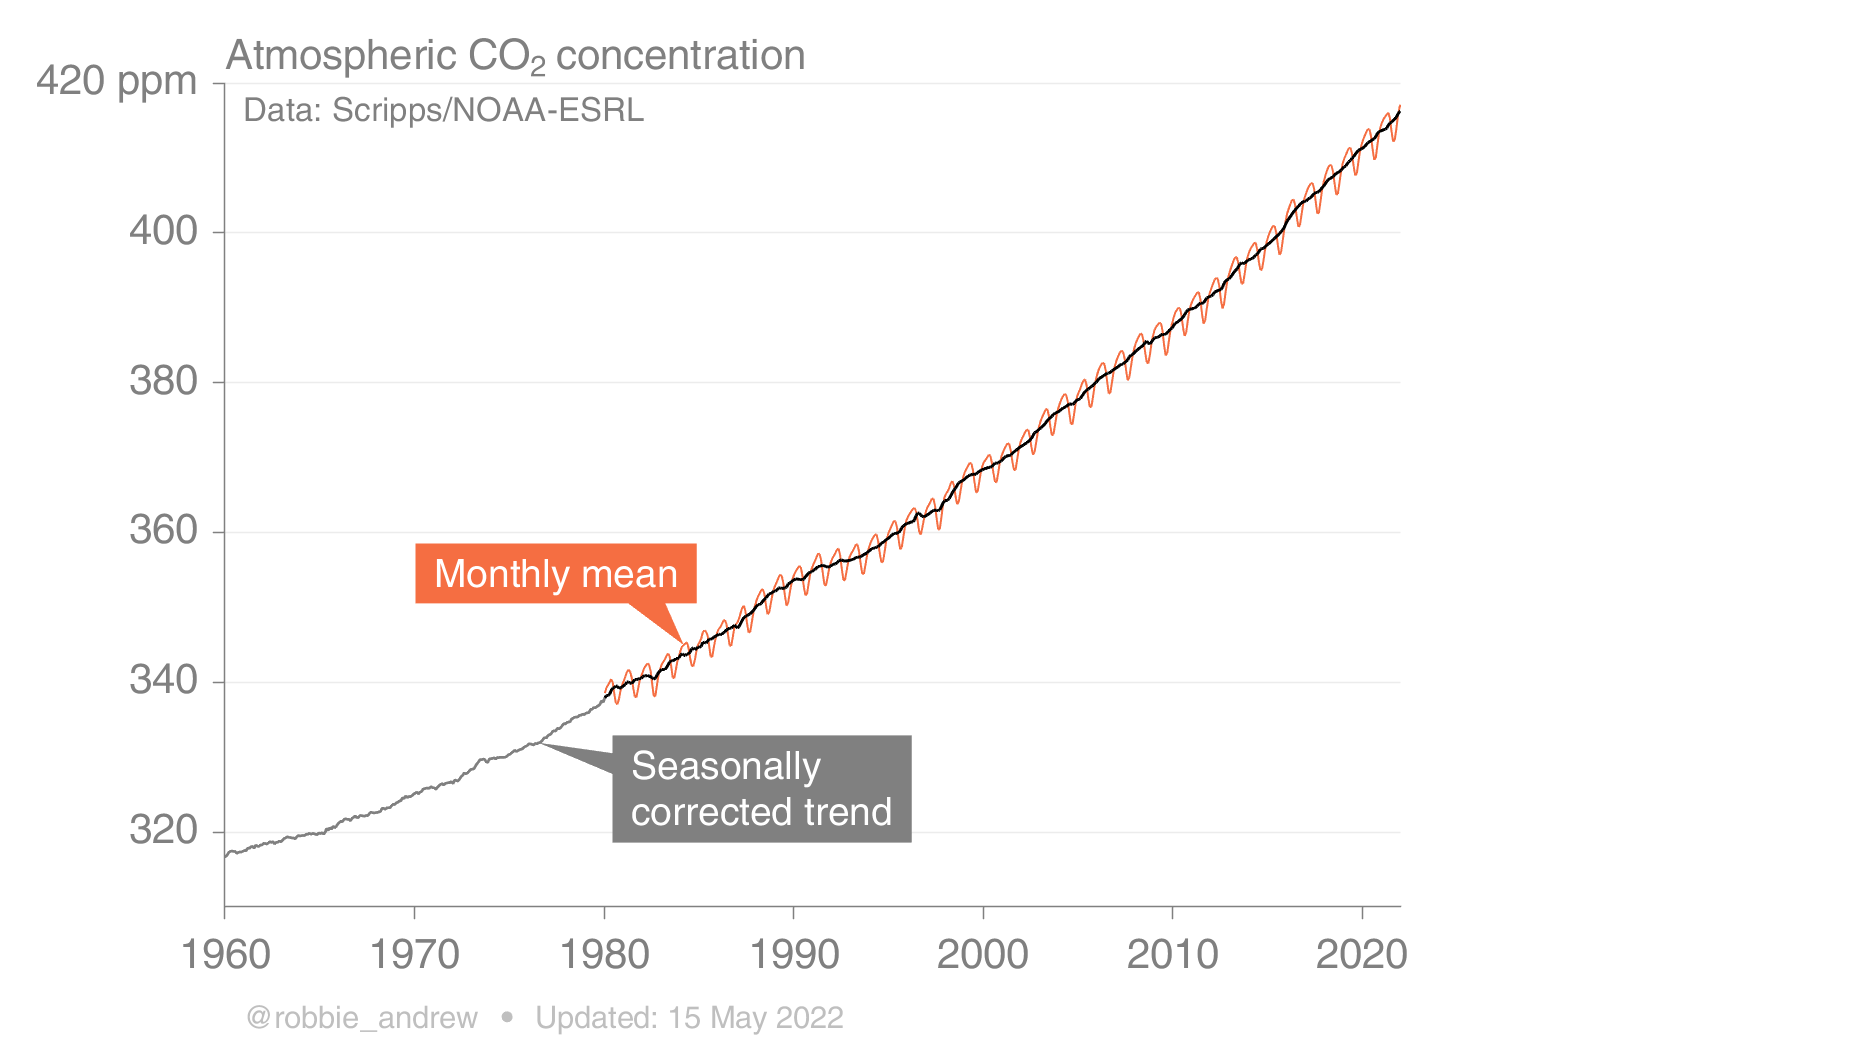 Atmospheric CO₂ concentration
420 ppm
Data: Scripps/NOAA-ESRL
400
380
360
Monthly mean
340
Seasonally
corrected trend
320
1960 1970 1980 1990 2000 2010 2020
@robbie_andrew • Updated: 15 May 2022